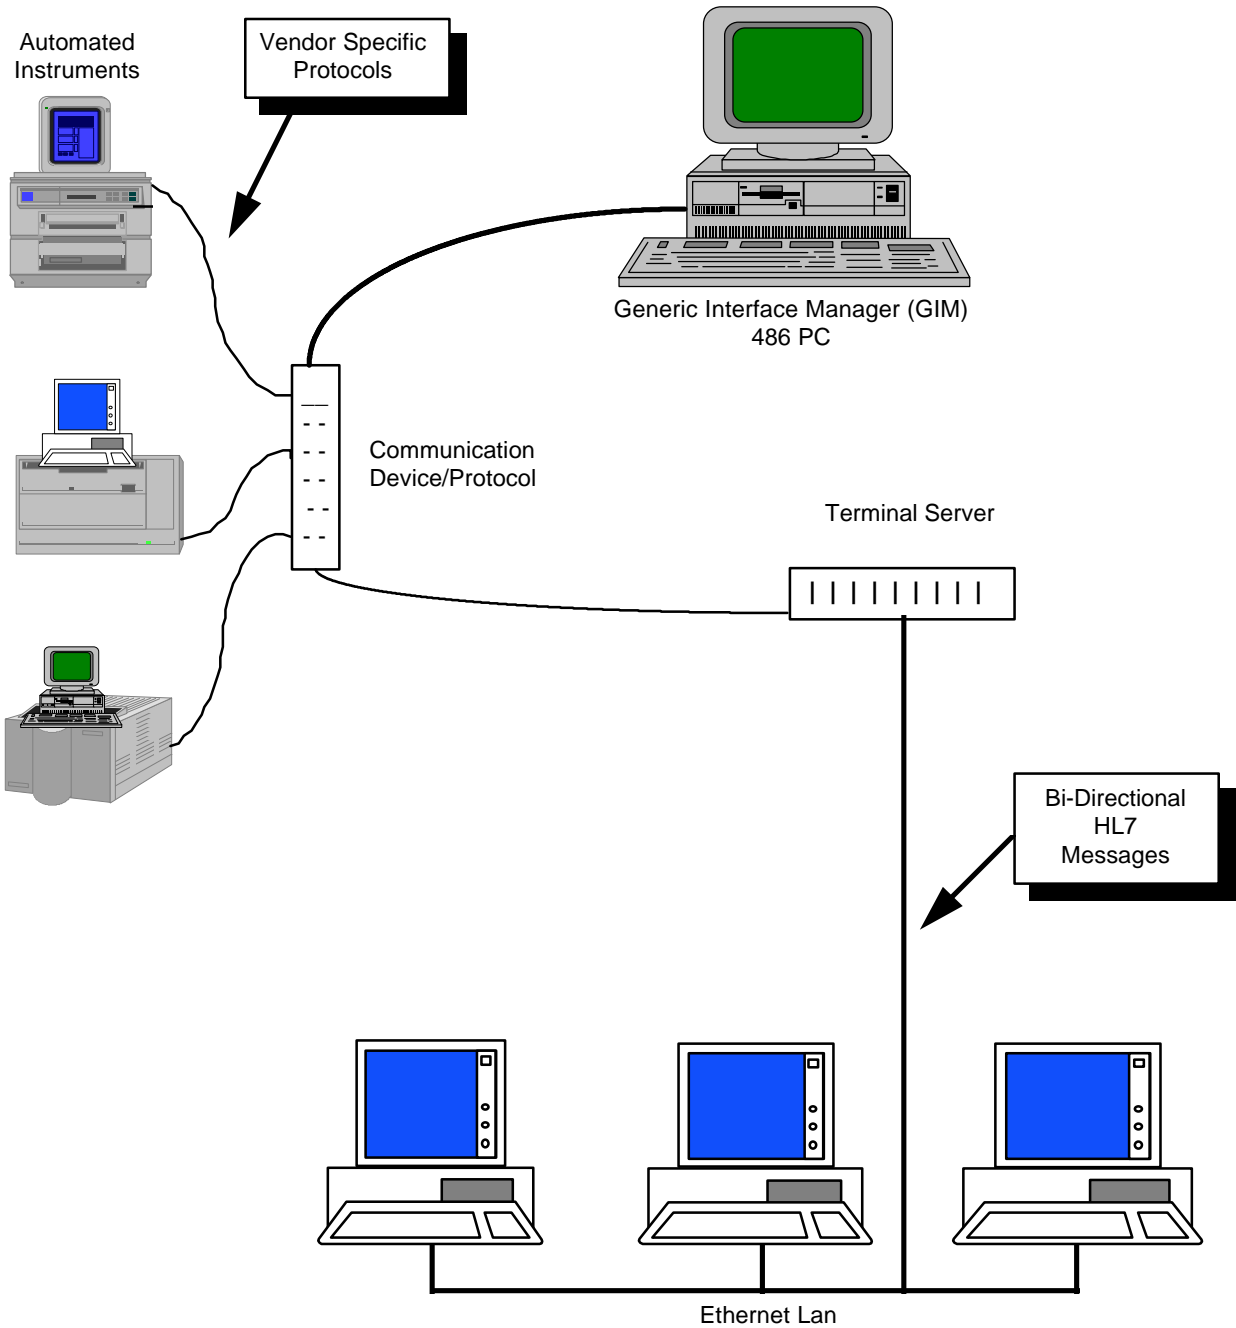 Automated
Instruments
Vendor Specific
Protocols
Generic Interface Manager (GIM)
486 PC
Communication
Device/Protocol
Terminal Server
Bi-Directional
HL7
Messages
Ethernet Lan